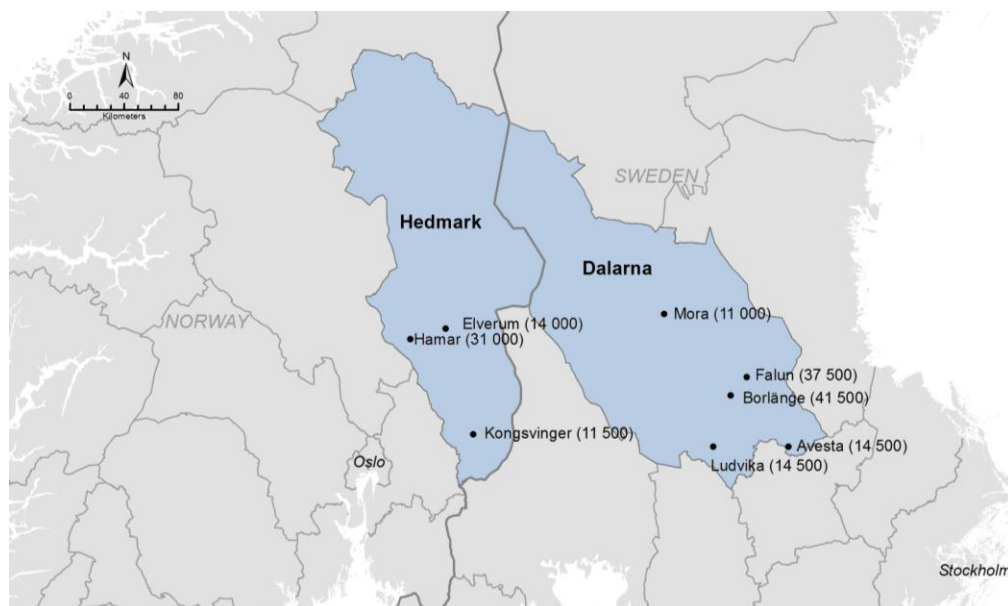 N
0 40 80
Kilometers
SWEDEN
Hedmark
Dalarna
Mora (11 000)
NORWAY
Elverum (14 000)
Hamar (31 000)
Falun (37 500)
Borlänge (41 500)
Kongsvinger (11 500)
Avesta (14 500)
Oslo
Ludvika (14 500)
Stockholm